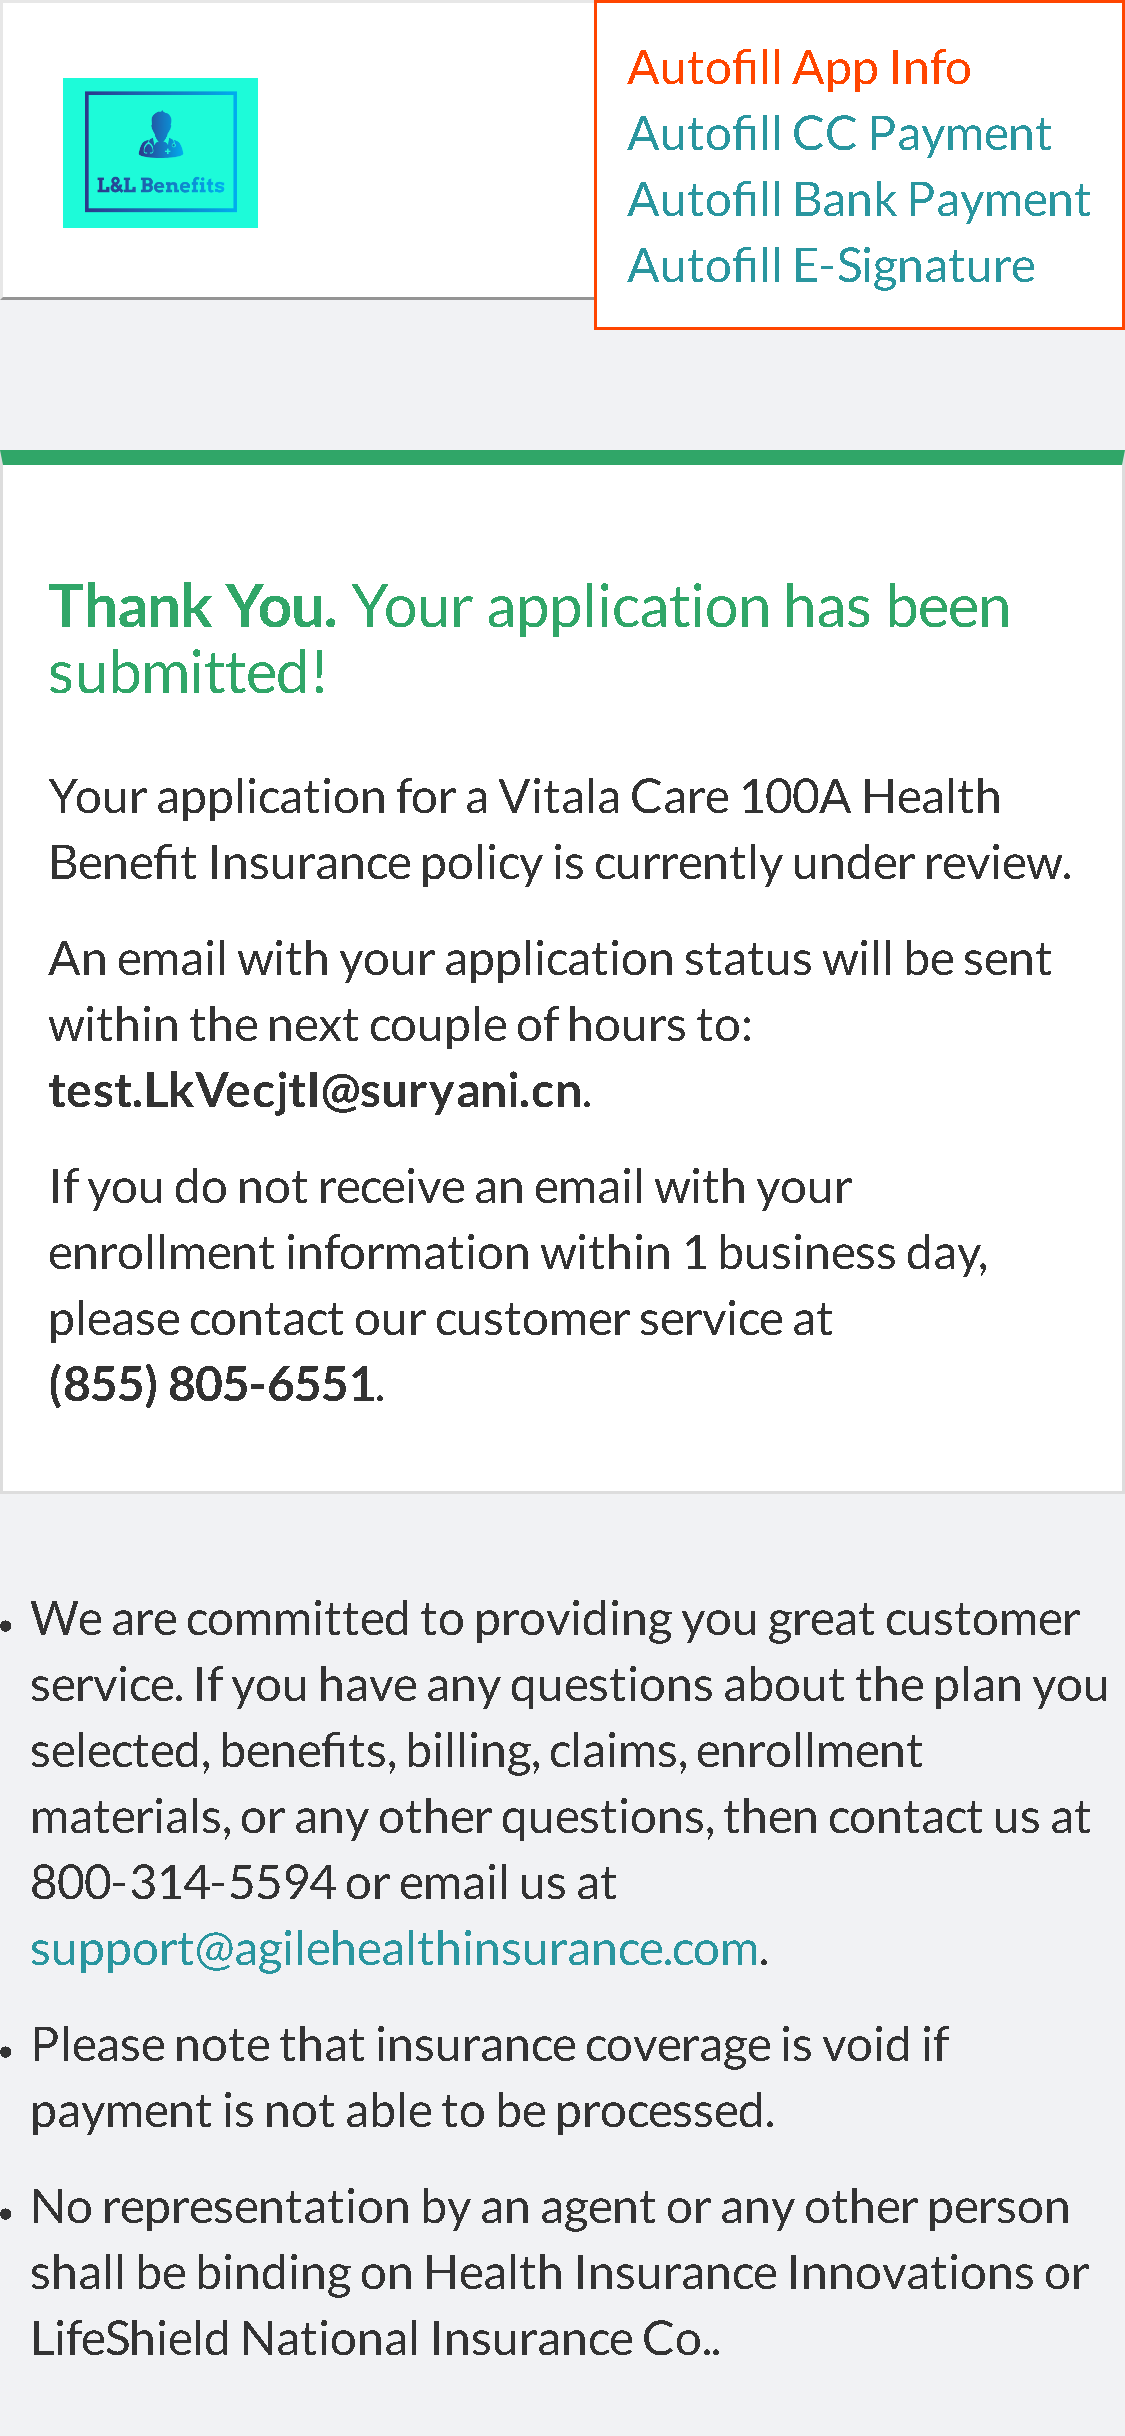 L&L Benefits
Autofill App Info
Autofill CC Payment
Autofill Bank Payment
Autofill E-Signature
Thank You. Your application has been
submitted!
Your application for a Vitala Care 100A Health
Benefit Insurance policy is currently under review.
An email with your application status will be sent
within the next couple of hours to:
test.LkVecjtl@suryani.cn.
If you do not receive an email with your
enrollment information within 1 business day,
please contact our customer service at
(855) 805-6551.
• We are committed to providing you great customer
service. If you have any questions about the plan you
selected, benefits, billing, claims, enrollment
materials, or any other questions, then contact us at
800-314-5594 or email us at
support@agilehealthinsurance.com.
• Please note that insurance coverage is void if
payment is not able to be processed.
• No representation by an agent or any other person
shall be binding on Health Insurance Innovations or
LifeShield National Insurance Co..